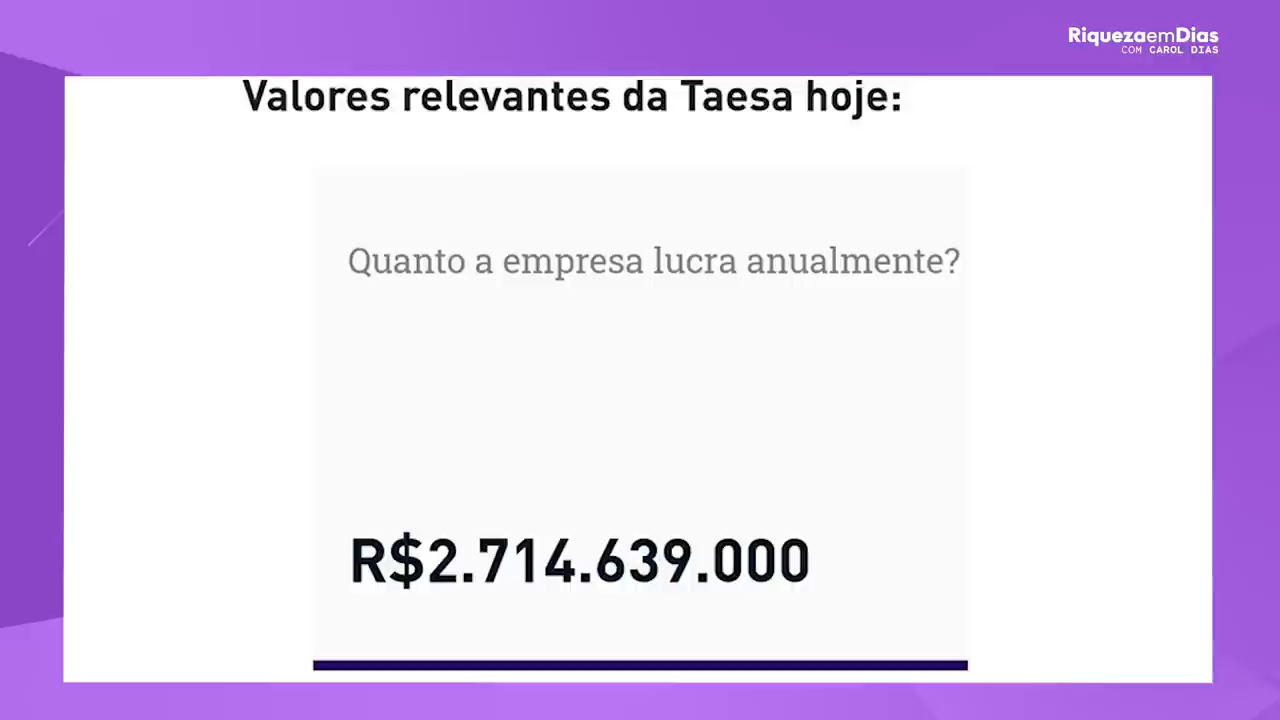 RiquezaemDias
COM CAROL DIAS
Valores relevantes da Taesa hoje:
Quanto a empresa lucra anualmente?
R$2.714.639.000